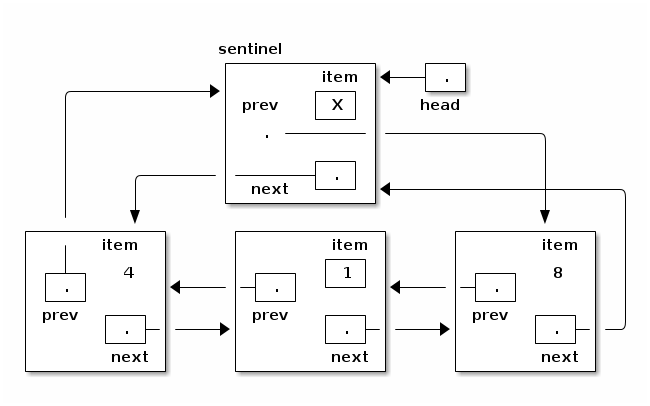 sentinel
item
prev X
. .
head
.
next
item item item
4 1 8
. . .
prev prev prev
. . .
next next next